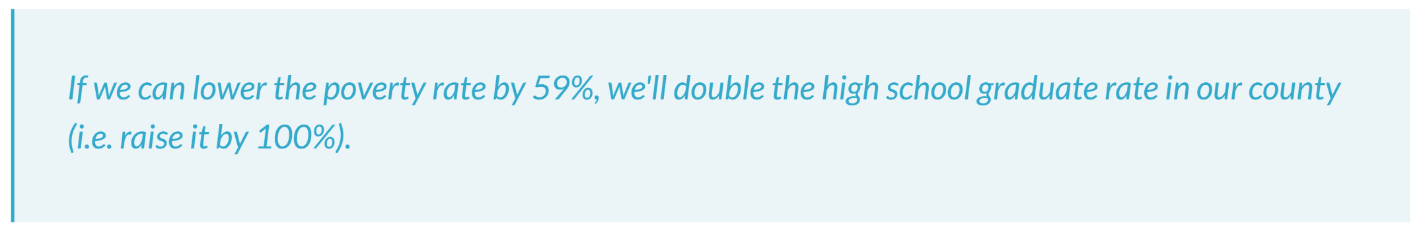 If we can lower the poverty rate by 59%, we'll double the high school graduate rate in our county
(i.e. raise it by 100%).